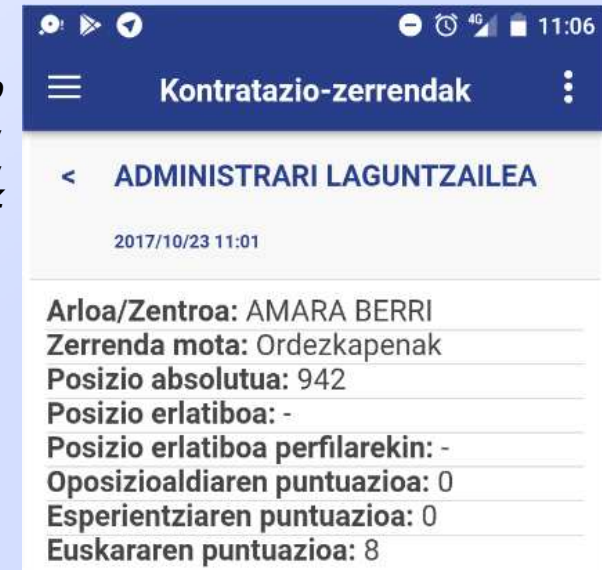 4G 11:06
Kontratazio-zerrendak
< ADMINISTRARI LAGUNTZAILEA
2017/10/23 11:01
Arloa/Zentroa: AMARA BERRI
Zerrenda mota: Ordezkapenak
Posizio absolutua: 942
Posizio erlatiboa: -
Posizio erlatiboa perfilarekin: -
Oposizioaldiaren puntuazioa: 0
Esperientziaren puntuazioa: 0
Euskararen puntuazioa: 8